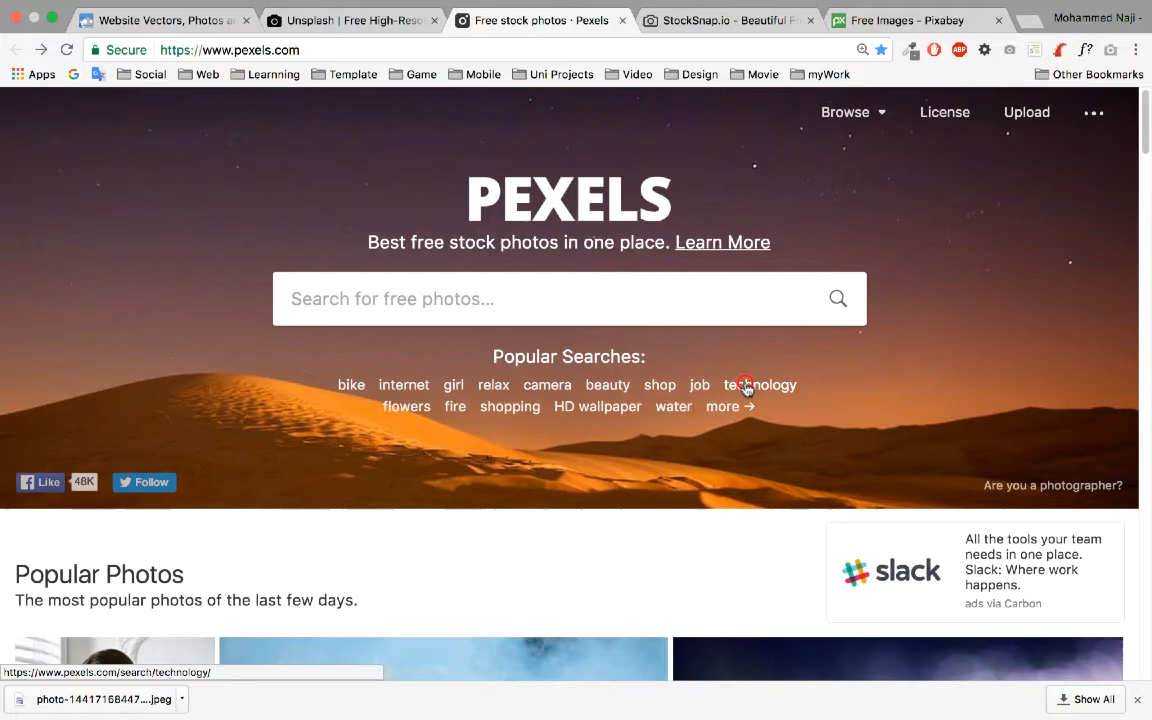 Website Vectors, Photos a
Unsplash | Free High-Reso
Free stock photos · Pexels
StockSnap.io - Beautiful Fr
Free Images - Pixabay
Mohammed Naji -
Secure https://www.pexels.com
ABP
f?
Apps
Social
Web
Learnning
Template
Game
Mobile
Uni Projects
Video
Design
Movie
myWork
Other Bookmarks
Browse
License
Upload
PEXELS
Best free stock photos in one place. Learn More
Search for free photos...
Popular Searches:
bike internet girl relax camera beauty shop job technology
flowers fire shopping HD wallpaper water more →
Like 48K
Follow
Are you a photographer?
Popular Photos
The most popular photos of the last few days.
slack
All the tools your team
needs in one place.
Slack: Where work
happens.
ads via Carbon
https://www.pexels.com/search/technology/
photo-14417168447....jpeg
Show All